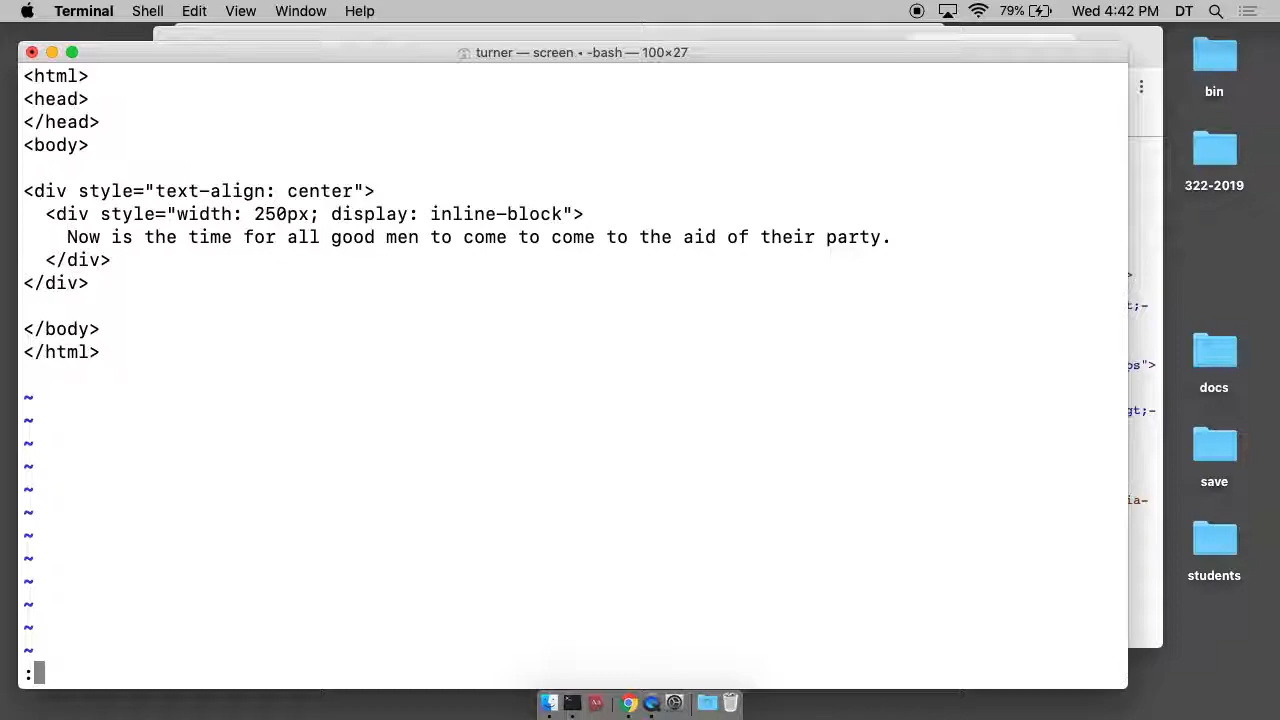 Terminal Shell Edit View Window Help 79% Wed 4:42 PM DT
turner — screen • -bash — 100×27
<html>
<head>
</head>
<body>
<div style="text-align: center">
<div style="width: 250px; display: inline-block">
Now is the time for all good men to come to come to the aid of their party.
</div>
</div>
</body>
</html>
~
~
~
~
~
~
~
~
~
~
~
~
:
>
t;-
os">
gt;-
ia-
bin
322-2019
docs
save
students